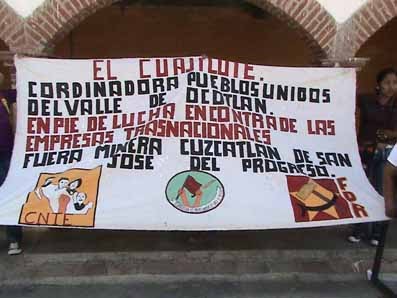 EL CUAJILOTE.
CORDINADORA PUEBLOS UNIDOS
DEL VALLE DE OCOTLAN.
EN PIE DE LUCHA EN CONTRA DE LAS
EMPRESAS TRASNACIONALES
FUERA MINERA CUZCATLAN DE SAN
JOSE DEL PROGRESO.
CNTE
FPR